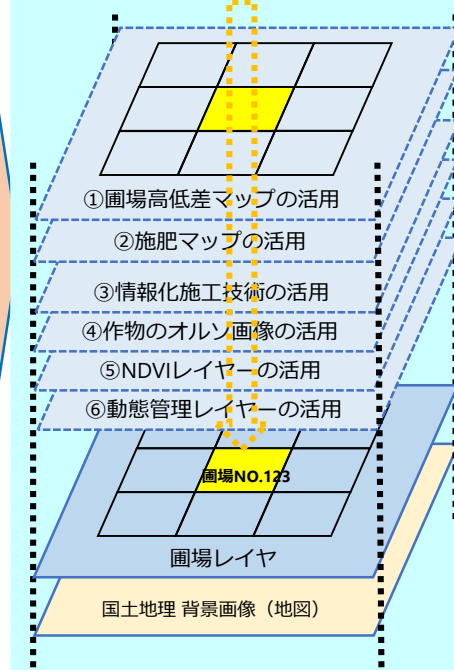 ①圃場高低差マップの活用
②施肥マップの活用
③情報化施工技術の活用
④作物のオルソ画像の活用
⑤NDVIレイヤーの活用
⑥動態管理レイヤーの活用
圃場NO.123
圃場レイヤ
国土地理 背景画像（地図）